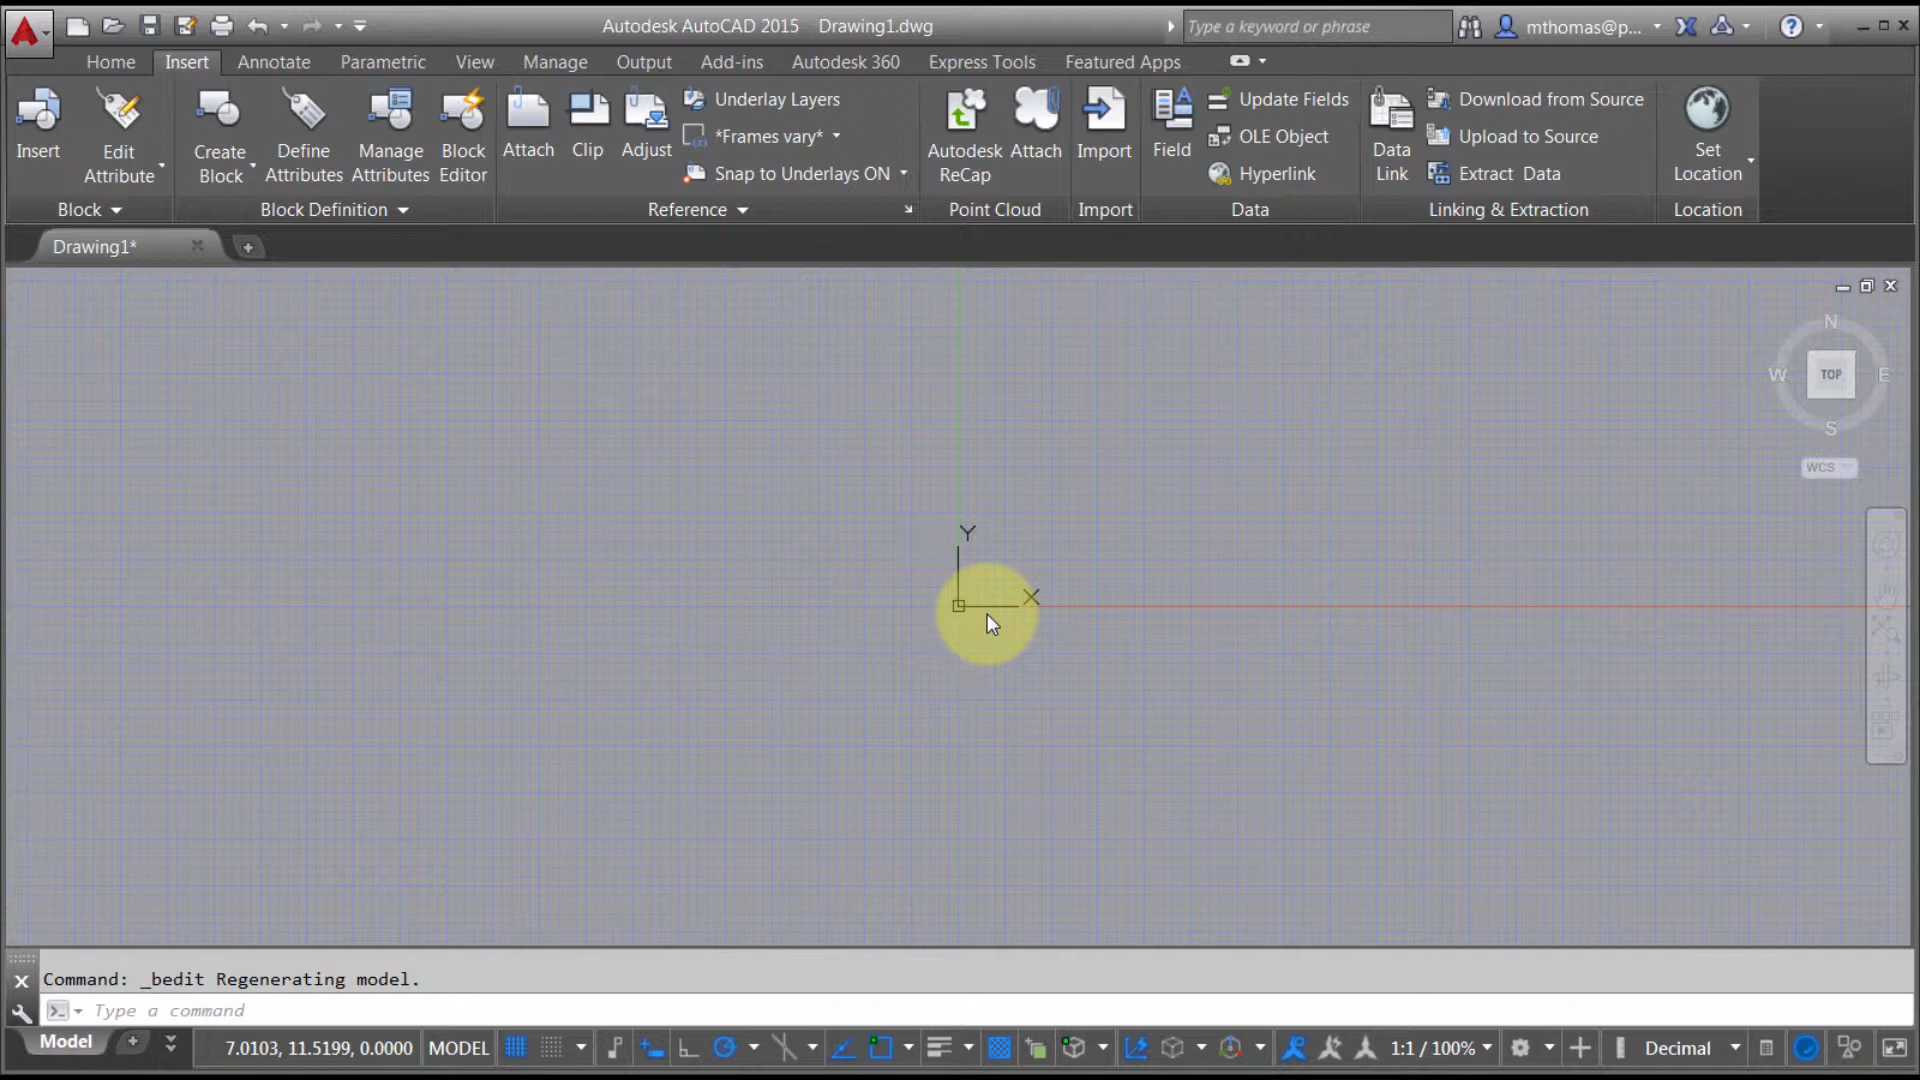 Autodesk AutoCAD 2015 Drawing1.dwg
Type a keyword or phrase
mthomas@p...
Home Insert Annotate Parametric View Manage Output Add-ins Autodesk 360 Express Tools Featured Apps
Insert
Edit Attribute
Create Block
Define Attributes
Manage Attributes
Block Editor
Attach
Clip
Adjust
Underlay Layers
*Frames vary*
Snap to Underlays ON
Autodesk ReCap
Attach
Import
Field
Update Fields
OLE Object
Hyperlink
Data Link
Download from Source
Upload to Source
Extract Data
Set Location
Block Block Definition Reference Point Cloud Import Data Linking & Extraction Location
Drawing1*
N
W TOP E
S
WCS
Y
X
Command: _bedit Regenerating model.
Type a command
Model
7.0103, 11.5199, 0.0000 MODEL 1:1 / 100% Decimal